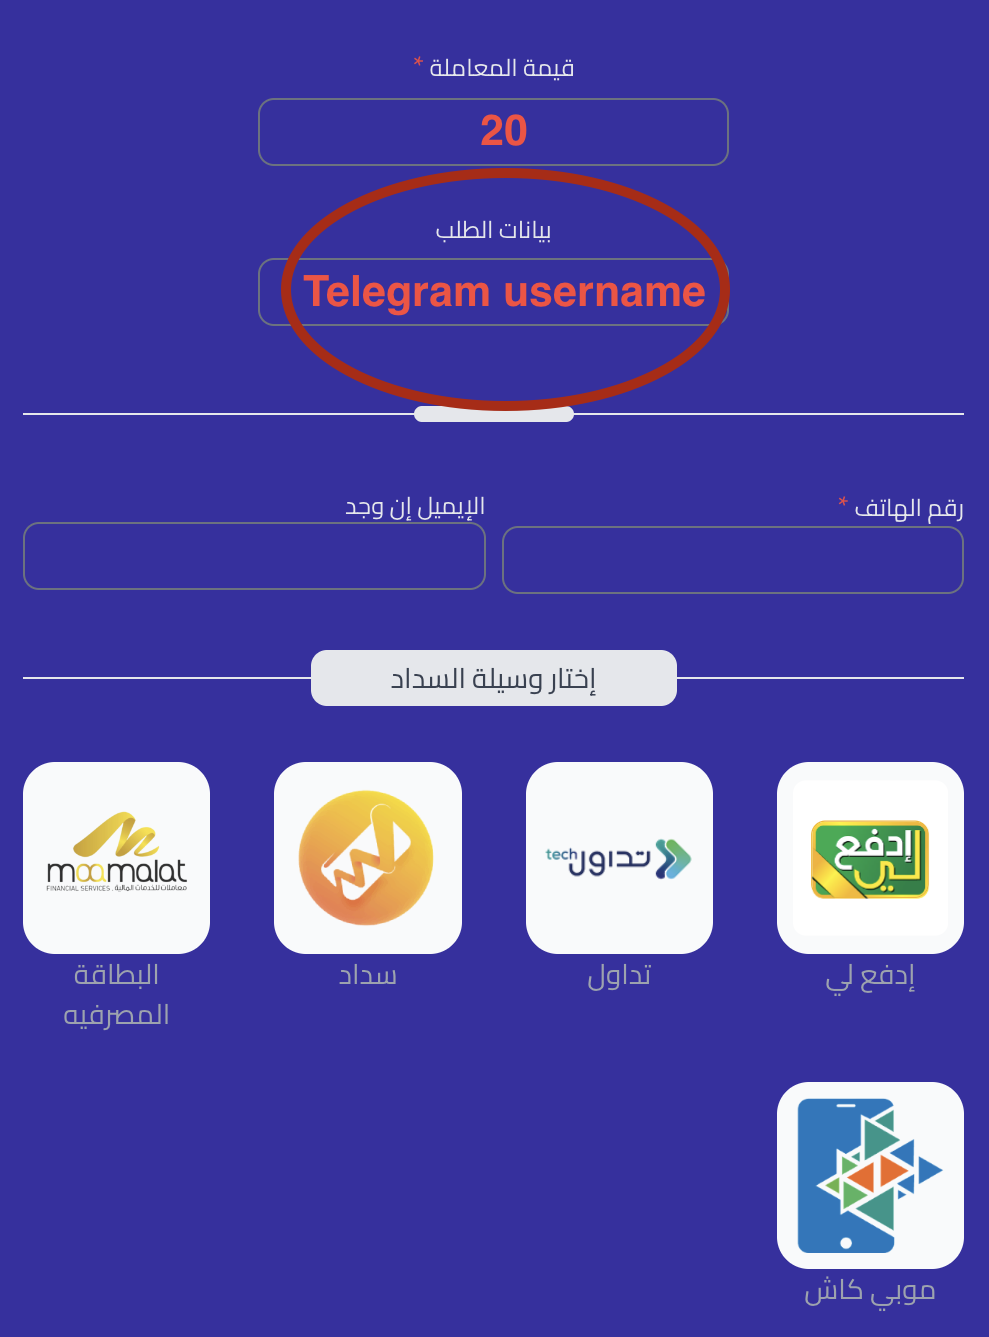 قيمة المعاملة *
20
بيانات الطلب
Telegram username
رقم الهاتف *
الإيميل إن وجد
إختار وسيلة السداد
إدفع لي
تداول tech
moamalat
FINANCIAL SERVICES . معاملات للخدمات المالية
إدفع لي
تداول
سداد
البطاقة
المصرفيه
موبي كاش